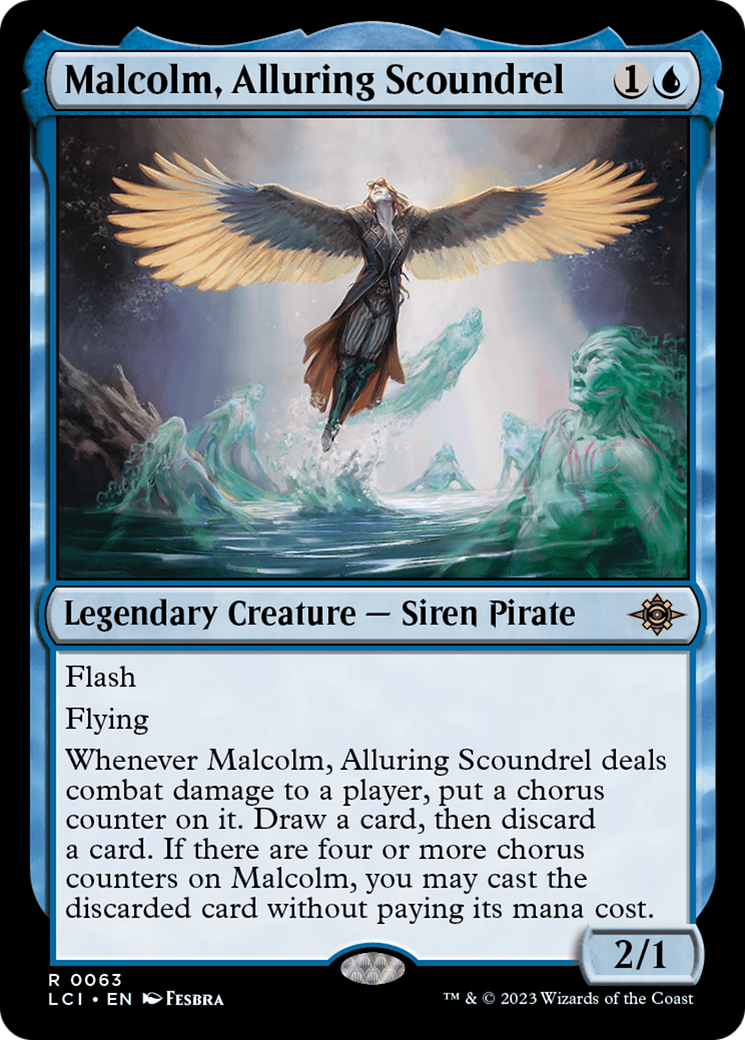 Malcolm, Alluring Scoundrel 1
Legendary Creature — Siren Pirate
Flash
Flying
Whenever Malcolm, Alluring Scoundrel deals
combat damage to a player, put a chorus
counter on it. Draw a card, then discard
a card. If there are four or more chorus
counters on Malcolm, you may cast the
discarded card without paying its mana cost.
2/1
R 0063
LCI • EN Fesbra
™ & © 2023 Wizards of the Coast